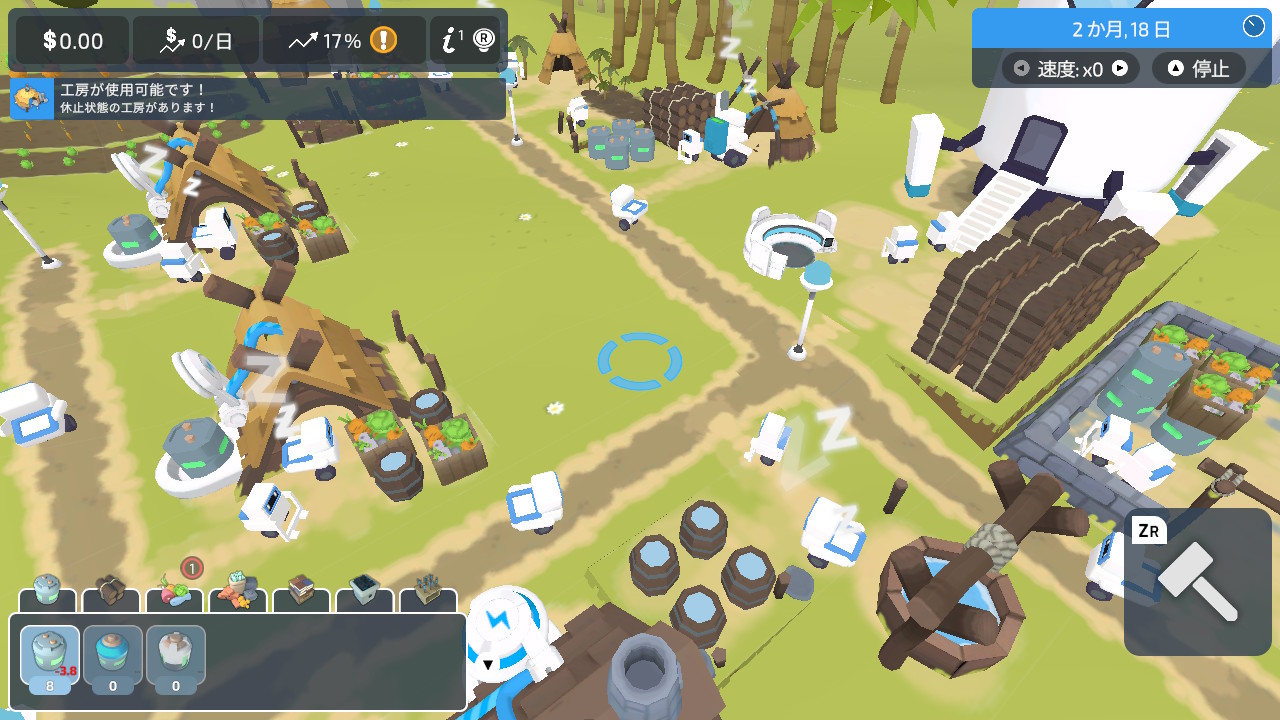 $0.00
$ 0/日
17% !
i 1 R
2 か月, 18 日
速度: x0
停止
工房が使用可能です！
休止状態の工房があります！
Z
Z
Z
Z
Z
Z
Z
Z
ZR
1
-3.8
8
0
0